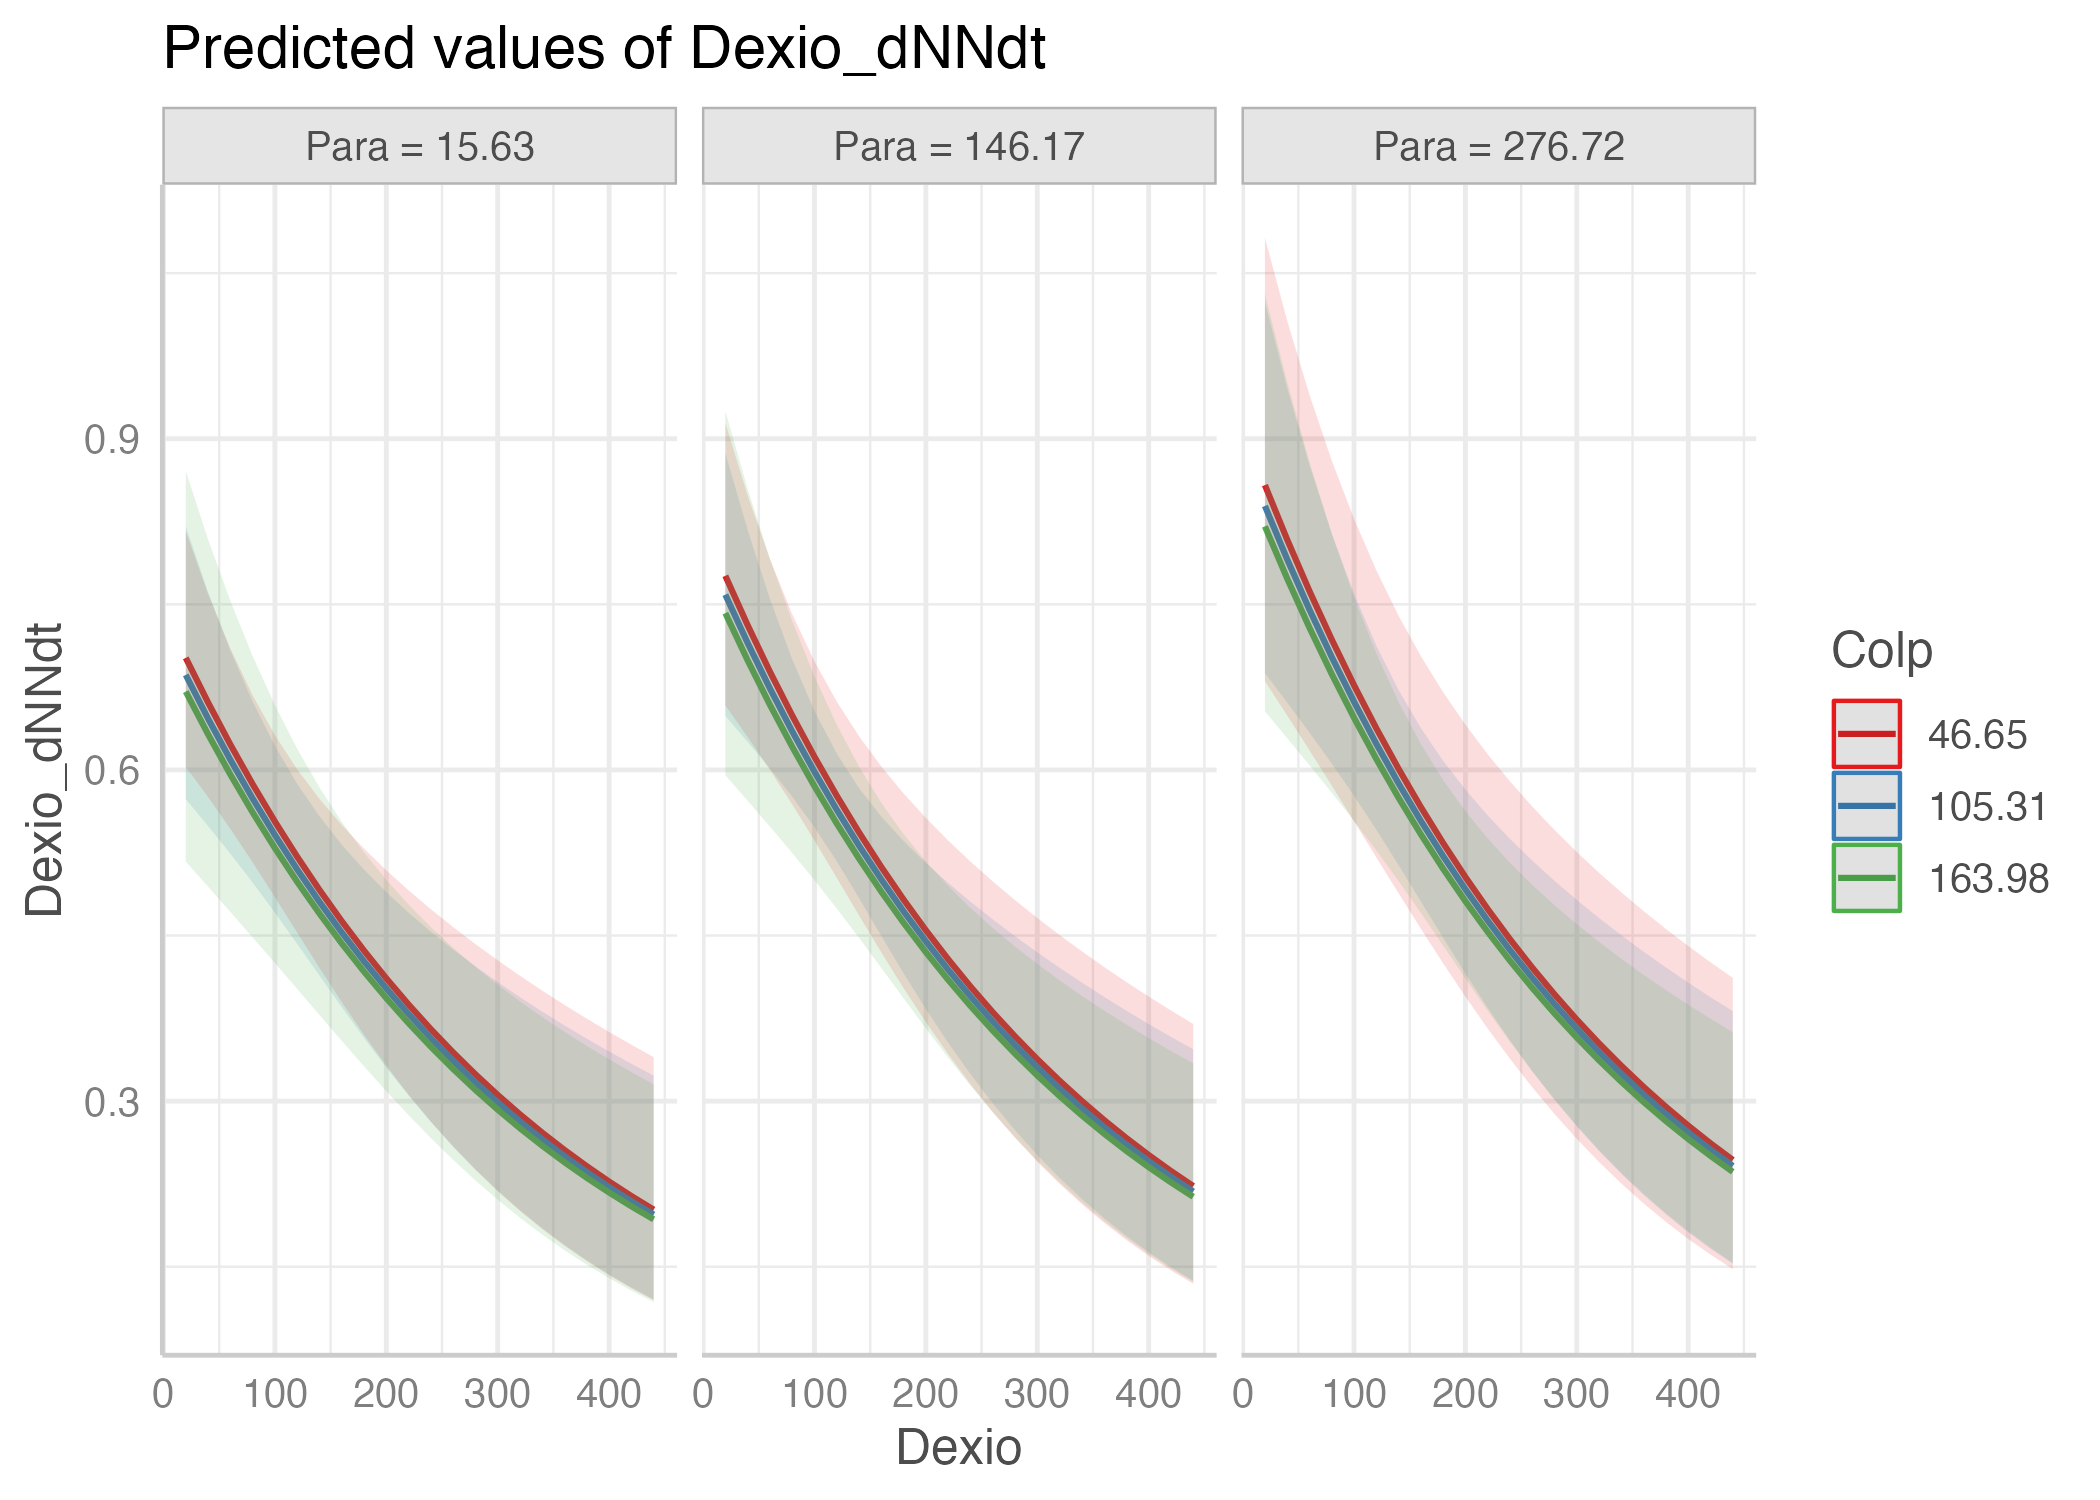 Predicted values of Dexio_dNNdt
Para = 15.63
Para = 146.17
Para = 276.72
Dexio_dNNdt
0.9
0.6
0.3
0 100 200 300 400
0 100 200 300 400
0 100 200 300 400
Dexio
Colp
46.65
105.31
163.98